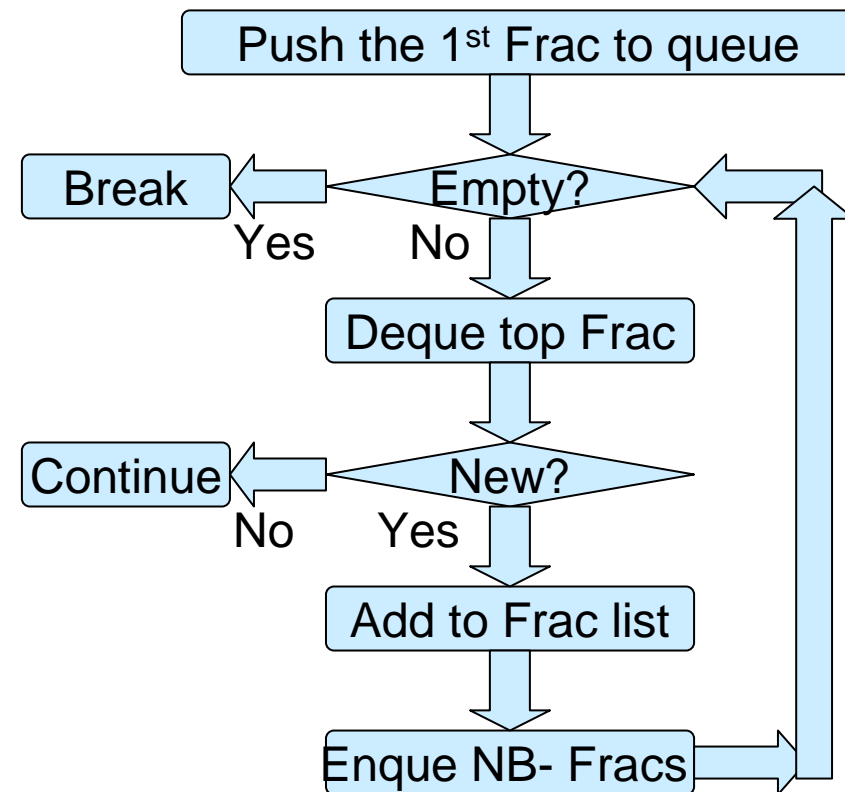 Push the 1st Frac to queue
Break
Empty?
Yes
No
Deque top Frac
Continue
New?
No
Yes
Add to Frac list
Enque NB- Fracs